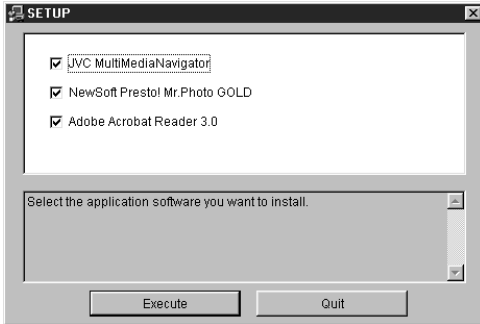 SETUP
JVC MultiMediaNavigator
NewSoft Presto! Mr.Photo GOLD
Adobe Acrobat Reader 3.0
Select the application software you want to install.
Execute Quit